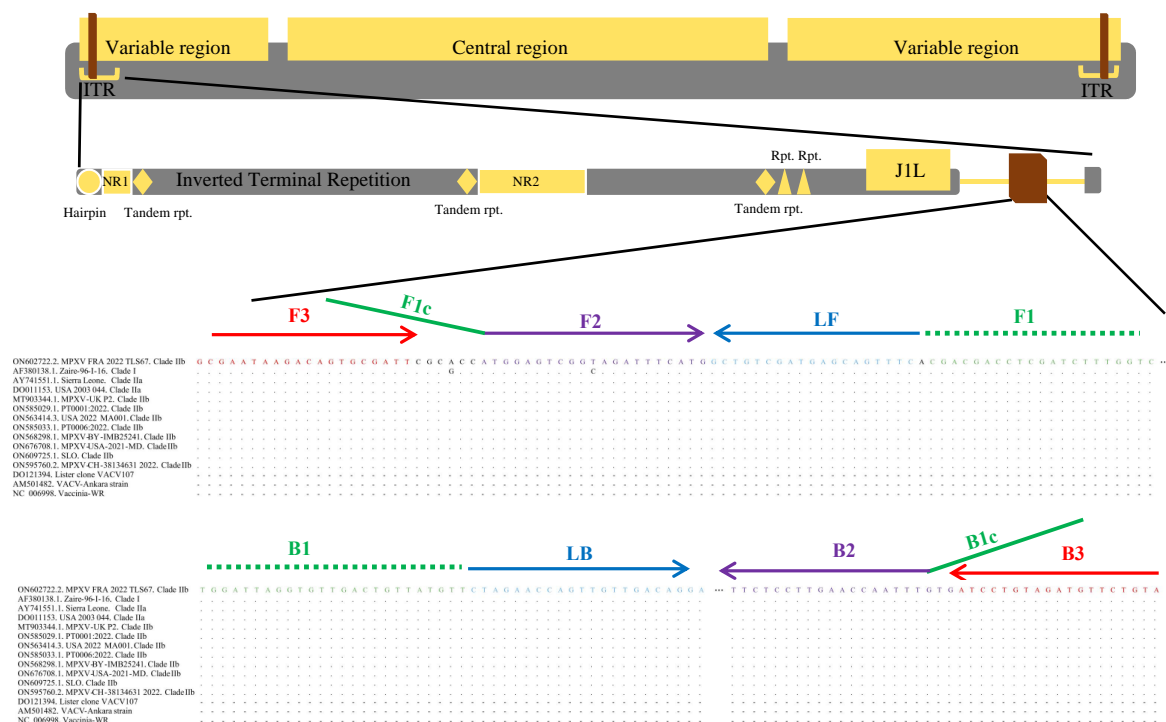 Variable region
Central region
Variable region
ITR
ITR
Rpt. Rpt.
NR1
Inverted Terminal Repetition
NR2
J1L
Hairpin
Tandem rpt.
Tandem rpt.
Tandem rpt.
F3
F1c
F2
LF
F1
ON602722.2. MPXV FRA 2022 TLS67. Clade IIb G C G A A T A A G A C A G T G C G A T T C G C A C C A T G G A G T C G G T A G A T T T C A T G G C T G T C G A T G A G C A G T T T C A C G A C G A C C T C G A T C T T T G G T C ...
AF380138.1. Zaire-96-I-16. Clade I G C
AY741551.1. Sierra Leone. Clade IIa
DO011153. USA 2003 044. Clade IIa
MT903344.1. MPXV-UK P2. Clade IIb
ON585029.1. PT0001:2022. Clade IIb
ON563414.3. USA 2022 MA001. Clade IIb
ON585033.1. PT0006:2022. Clade IIb
ON568298.1. MPXV-BY-IMB25241. Clade IIb
ON676708.1. MPXV-USA-2021-MD. Clade IIb
ON609725.1. SLO. Clade IIb
ON595760.2. MPXV-CH-38134631 2022. Clade IIb
DO121394. Lister clone VACV107
AM501482. VACV-Ankara strain
NC 006998. Vaccinia-WR
B1
LB
B2
B1c
B3
ON602722.2. MPXV FRA 2022 TLS67. Clade IIb T G G A T T A G G T G T T G A C T G T T A T G T T C T A G A A C C A G T T G T T G A C A G G A ... T T C T C C T T G A A C C A A T T T G T G A T C C T G T A G A T G T T C T G T A
AF380138.1. Zaire-96-I-16. Clade I
AY741551.1. Sierra Leone. Clade IIa
DO011153. USA 2003 044. Clade IIa
MT903344.1. MPXV-UK P2. Clade IIb
ON585029.1. PT0001:2022. Clade IIb
ON563414.3. USA 2022 MA001. Clade IIb
ON585033.1. PT0006:2022. Clade IIb
ON568298.1. MPXV-BY-IMB25241. Clade IIb
ON676708.1. MPXV-USA-2021-MD. Clade IIb
ON609725.1. SLO. Clade IIb
ON595760.2. MPXV-CH-38134631 2022. Clade IIb
DO121394. Lister clone VACV107
AM501482. VACV-Ankara strain
NC 006998. Vaccinia-WR